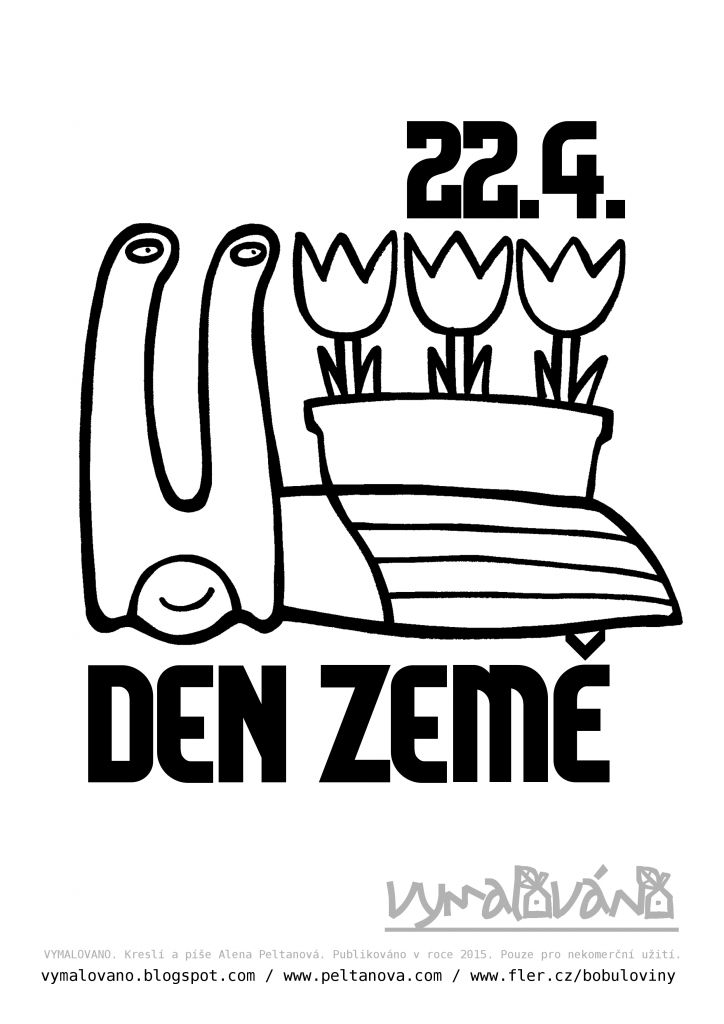 22.4.
DEN ZEMĚ
vymalováno
VYMALOVANO. Kreslí a píše Alena Peltanová. Publikováno v roce 2015. Pouze pro nekomerční užití.
vymalovano.blogspot.com / www.peltanova.com / www.fler.cz/bobuloviny